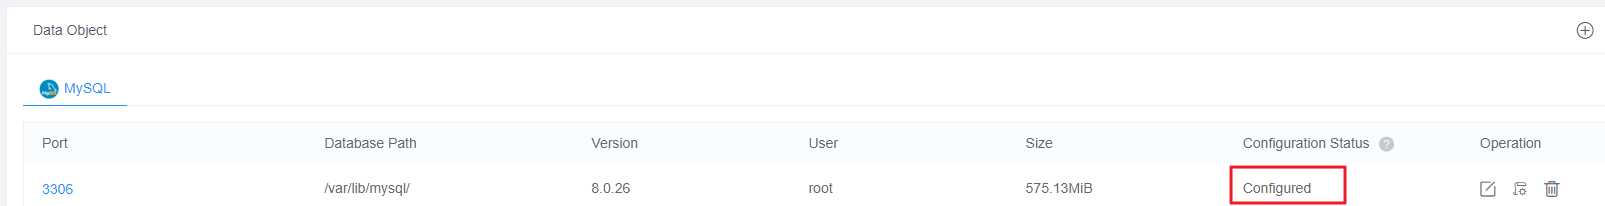 Data Object
MySQL
Port Database Path Version User Size Configuration Status ?
Operation
3306 /var/lib/mysql/ 8.0.26 root 575.13MiB Configured